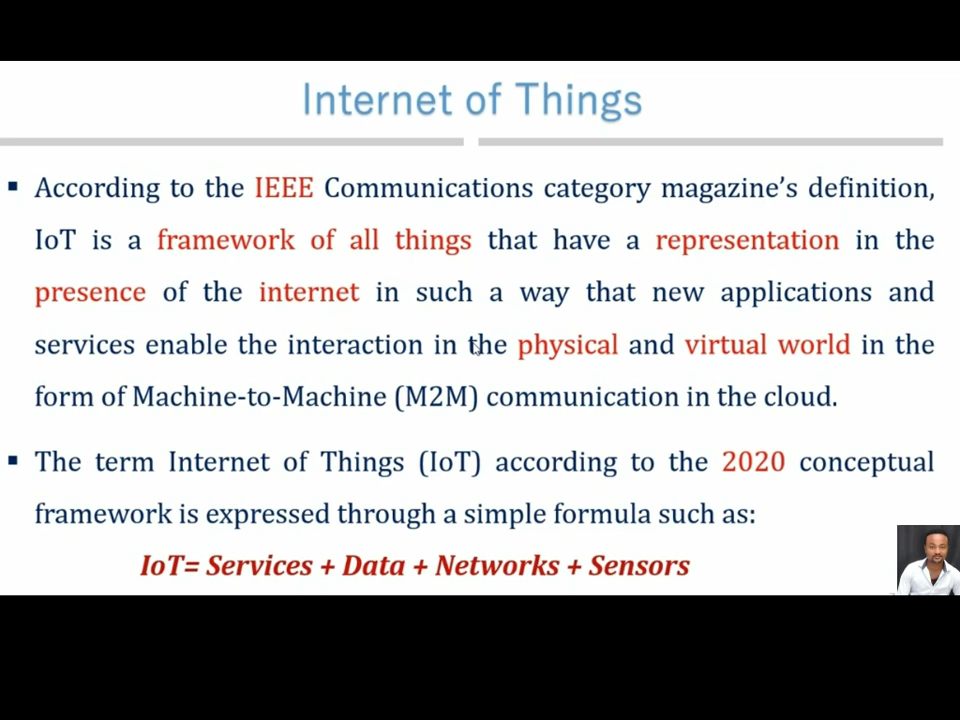 Internet of Things
▪ According to the IEEE Communications category magazine's definition,
IoT is a framework of all things that have a representation in the
presence of the internet in such a way that new applications and
services enable the interaction in the physical and virtual world in the
form of Machine-to-Machine (M2M) communication in the cloud.
▪ The term Internet of Things (IoT) according to the 2020 conceptual
framework is expressed through a simple formula such as:
IoT= Services + Data + Networks + Sensors